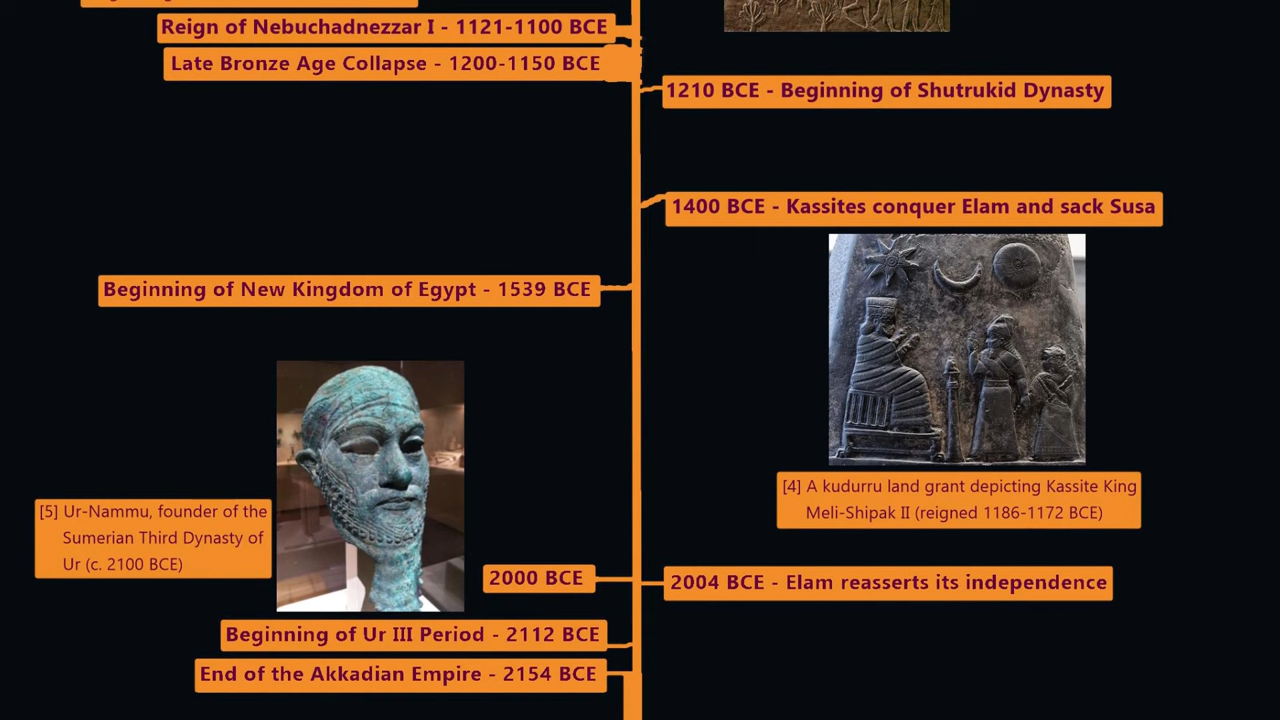 Reign of Nebuchadnezzar I - 1121-1100 BCE
Late Bronze Age Collapse - 1200-1150 BCE
1210 BCE - Beginning of Shutrukid Dynasty
1400 BCE - Kassites conquer Elam and sack Susa
Beginning of New Kingdom of Egypt - 1539 BCE
[4] A kudurru land grant depicting Kassite King
Meli-Shipak II (reigned 1186-1172 BCE)
[5] Ur-Nammu, founder of the
Sumerian Third Dynasty of
Ur (c. 2100 BCE)
2000 BCE
2004 BCE - Elam reasserts its independence
Beginning of Ur III Period - 2112 BCE
End of the Akkadian Empire - 2154 BCE